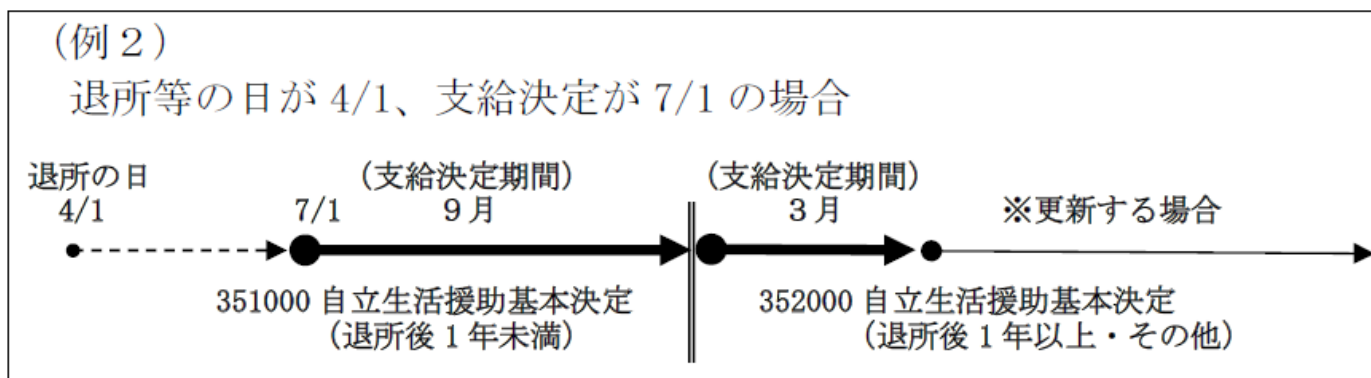 （例２）
退所等の日が 4/1、支給決定が 7/1 の場合
退所の日 (支給決定期間) (支給決定期間)
4/1 7/1 ９月 ３月 ※更新する場合
351000 自立生活援助基本決定 352000 自立生活援助基本決定
(退所後１年未満) (退所後１年以上・その他)